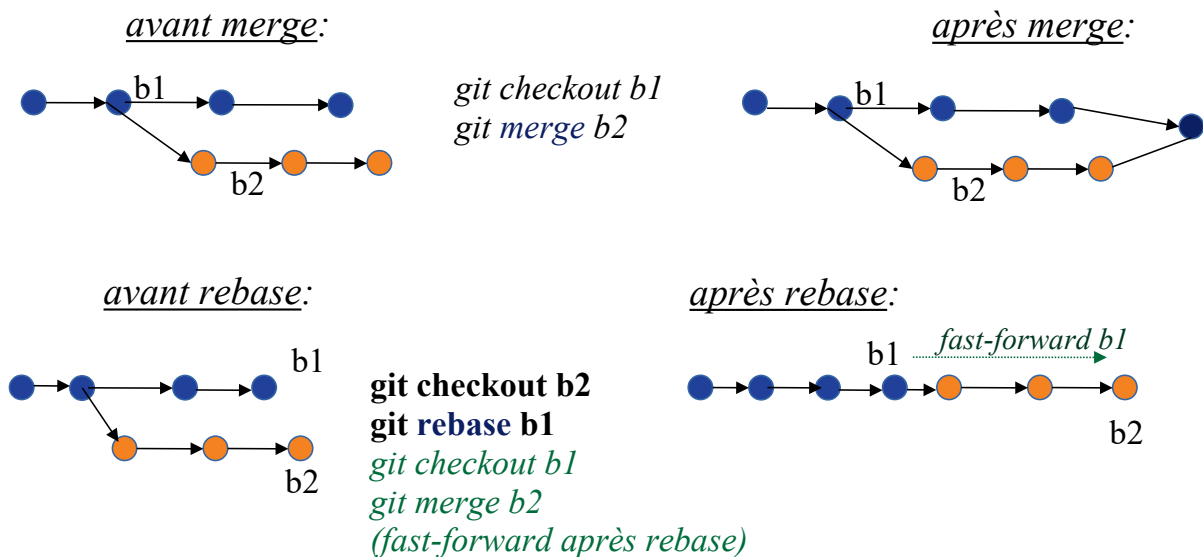 avant merge:
après merge:
b1
git checkout b1
git merge b2
b2
b1
b2
avant rebase:
après rebase:
b1
b2
git checkout b2
git rebase b1
git checkout b1
git merge b2
(fast-forward après rebase)
fast-forward b1
b1
b2